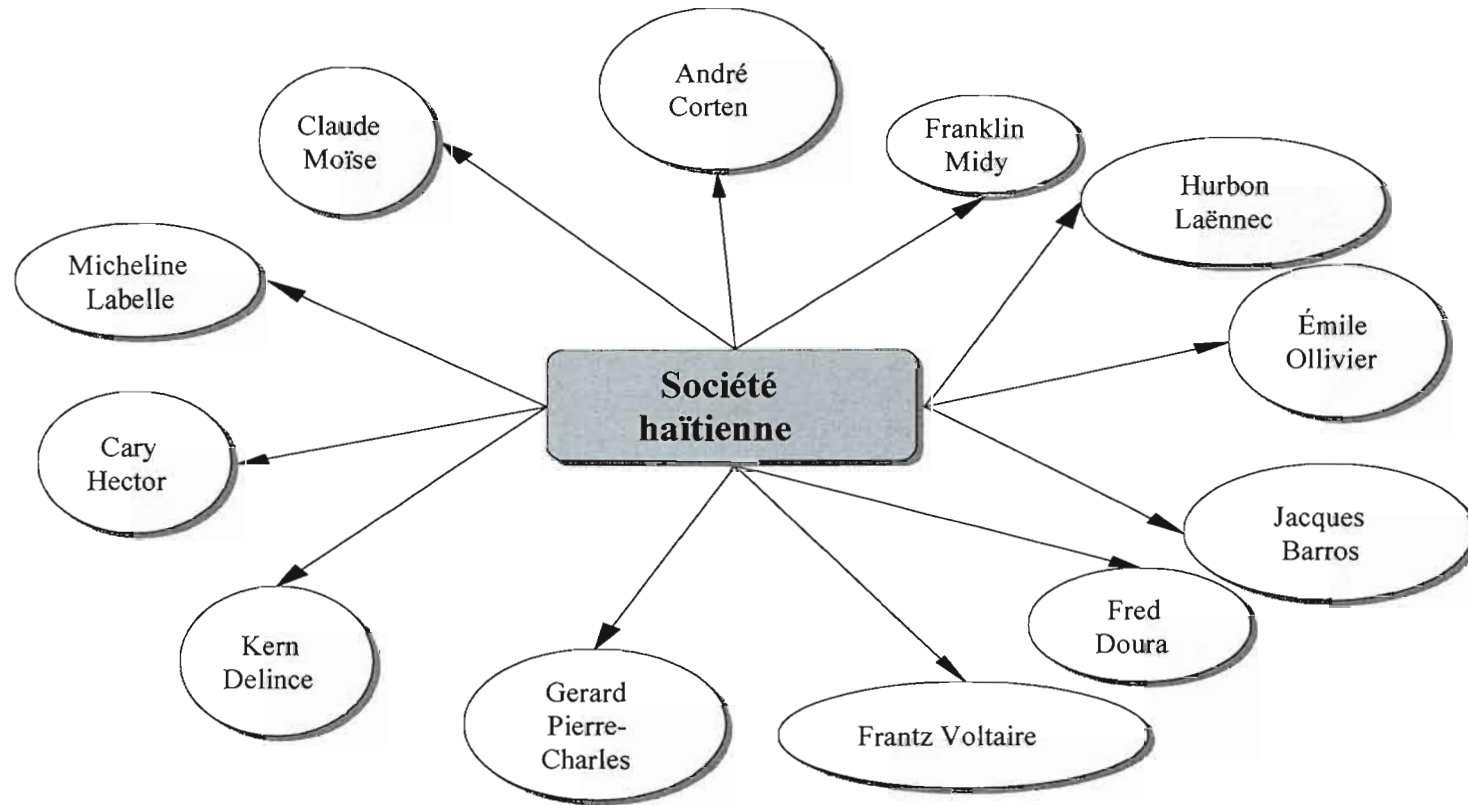 André
Corten
Claude
Moïse
Franklin
Midy
Hurbon
Laënnec
Micheline
Labelle
Émile
Ollivier
Société
haïtienne
Cary
Hector
Jacques
Barros
Kern
Delince
Fred
Doura
Gerard
Pierre-
Charles
Frantz Voltaire